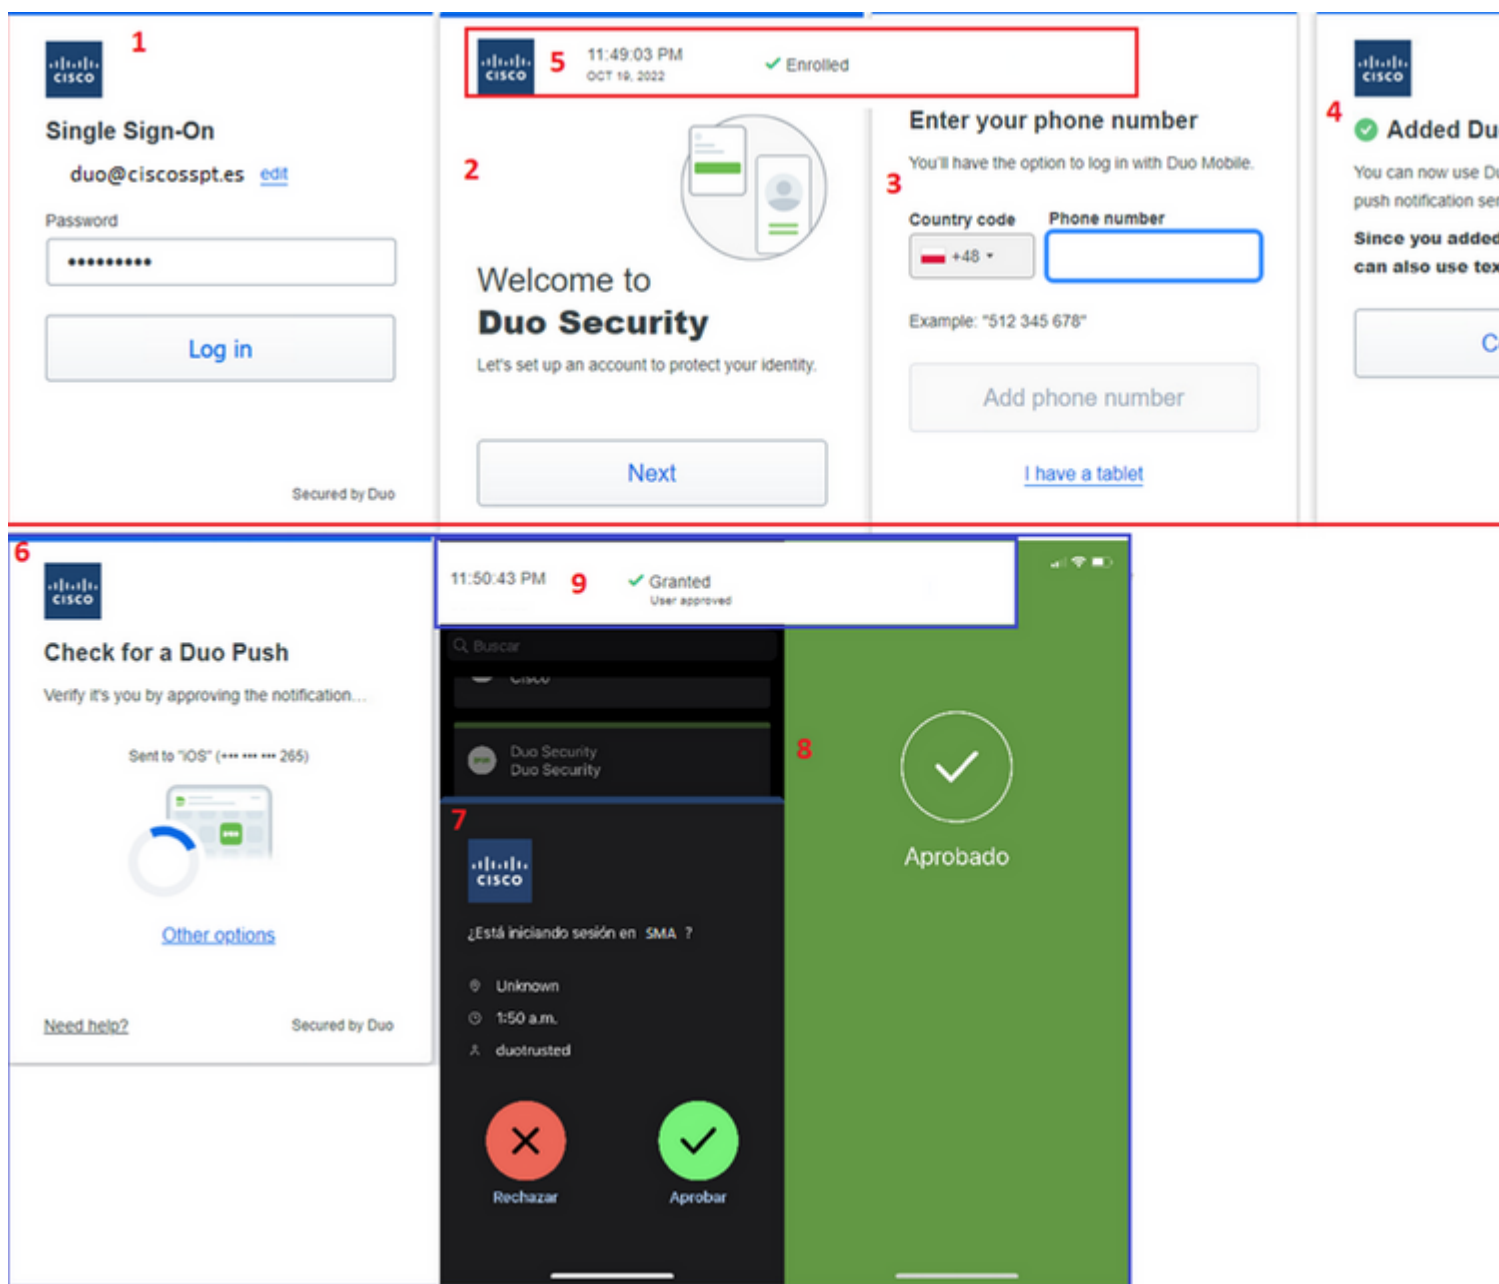 1
CISCO
Single Sign-On
duo@ciscosspt.es edit
Password
Log in
Secured by Duo
CISCO
5
11:49:03 PM
OCT 19, 2022
Enrolled
2
Welcome to
Duo Security
Let's set up an account to protect your identity.
Next
Enter your phone number
You'll have the option to log in with Duo Mobile.
3
Country code Phone number
+48
Example: "512 345 678"
Add phone number
I have a tablet
CISCO
4
Added Du
You can now use Du
push notification ser
Since you added
can also use tex
C
6
CISCO
Check for a Duo Push
Verify it's you by approving the notification...
Sent to "iOS" (••• ••• ••• 265)
Other options
Need help? Secured by Duo
11:50:43 PM
9
Granted
User approved
Buscar
Cisco
Duo Security
Duo Security
7
CISCO
¿Está iniciando sesión en SMA ?
Unknown
1:50 a.m.
duotrusted
Rechazar Aprobar
8
Aprobado